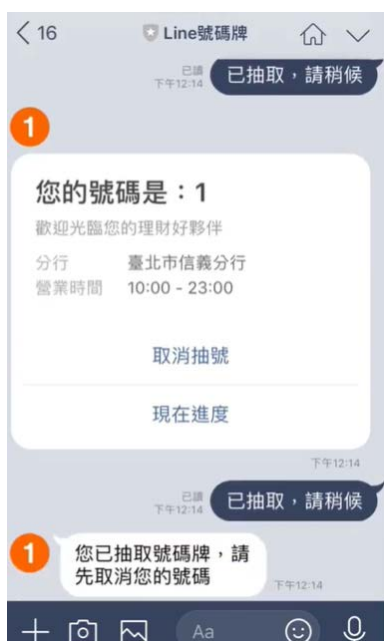 16
Line號碼牌
已讀
下午12:14
已抽取，請稍候
1
您的號碼是：1
歡迎光臨您的理財好夥伴
分行 臺北市信義分行
營業時間 10:00 - 23:00
取消抽號
現在進度
下午12:14
已讀
下午12:14
已抽取，請稍候
1
您已抽取號碼牌，請
先取消您的號碼
下午12:14
Aa